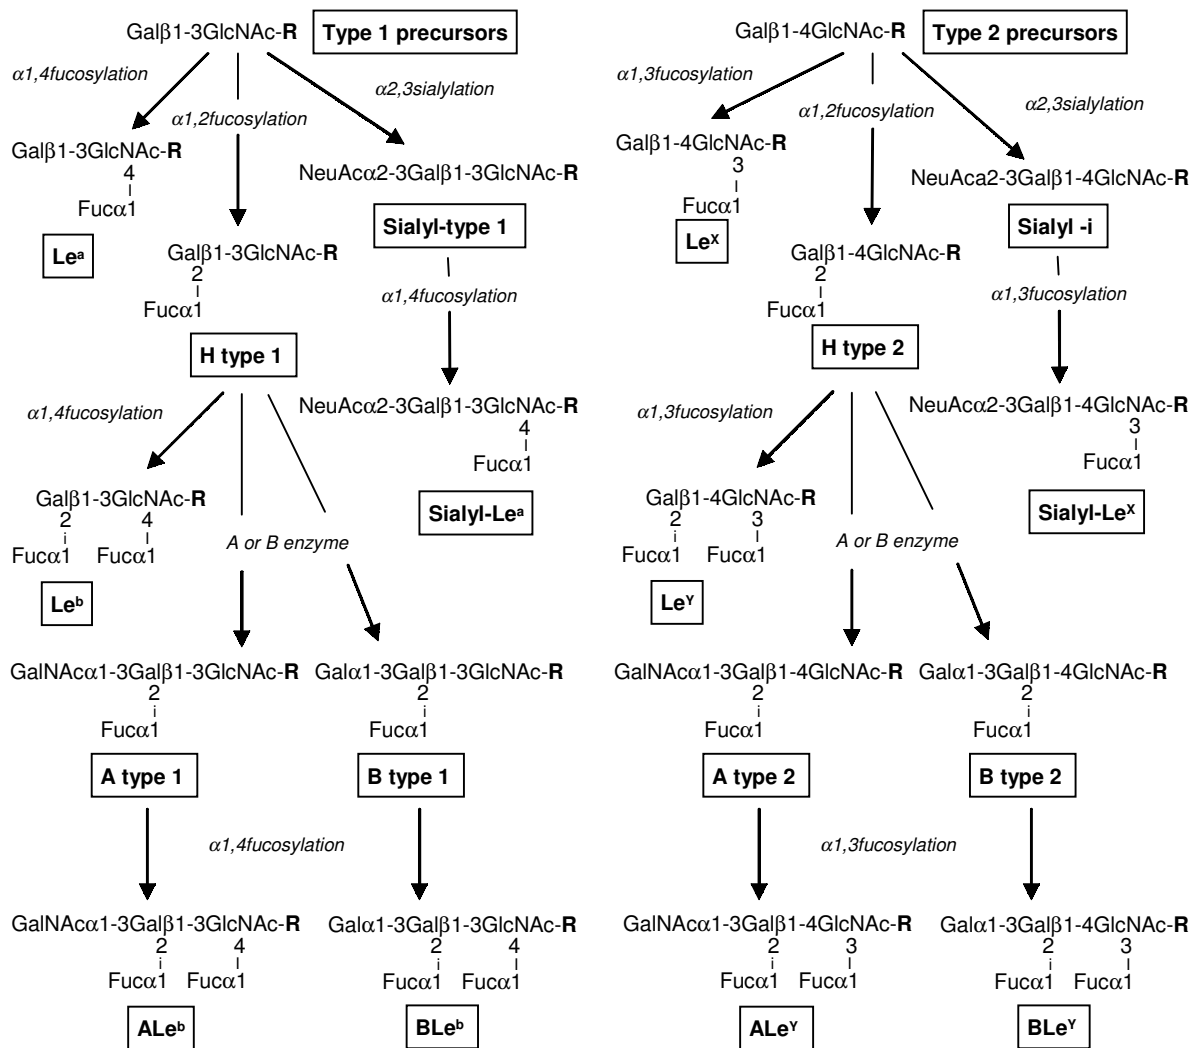 Galβ1-3GlcNAc-R
Type 1 precursors
α1,4fucosylation
α1,2fucosylation
α2,3sialylation
Galβ1-3GlcNAc-R
4
Fucα1
Leᵃ
NeuAcα2-3Galβ1-3GlcNAc-R
Sialyl-type 1
Galβ1-3GlcNAc-R
2
Fucα1
H type 1
α1,4fucosylation
NeuAcα2-3Galβ1-3GlcNAc-R
4
Fucα1
Sialyl-Leᵃ
α1,4fucosylation
Galβ1-3GlcNAc-R
2 4
Fucα1 Fucα1
Leᵇ
A or B enzyme
GalNAcα1-3Galβ1-3GlcNAc-R
2
Fucα1
A type 1
Galα1-3Galβ1-3GlcNAc-R
2
Fucα1
B type 1
α1,4fucosylation
GalNAcα1-3Galβ1-3GlcNAc-R
2 4
Fucα1 Fucα1
ALeᵇ
Galα1-3Galβ1-3GlcNAc-R
2 4
Fucα1 Fucα1
BLeᵇ
Galβ1-4GlcNAc-R
Type 2 precursors
α1,3fucosylation
α1,2fucosylation
α2,3sialylation
Galβ1-4GlcNAc-R
3
Fucα1
Leˣ
NeuAca2-3Galβ1-4GlcNAc-R
Sialyl -i
Galβ1-4GlcNAc-R
2
Fucα1
H type 2
α1,3fucosylation
NeuAcα2-3Galβ1-4GlcNAc-R
3
Fucα1
Sialyl-Leˣ
α1,3fucosylation
Galβ1-4GlcNAc-R
2 3
Fucα1 Fucα1
Leʸ
A or B enzyme
GalNAcα1-3Galβ1-4GlcNAc-R
2
Fucα1
A type 2
Galα1-3Galβ1-4GlcNAc-R
2
Fucα1
B type 2
α1,3fucosylation
GalNAcα1-3Galβ1-4GlcNAc-R
2 3
Fucα1 Fucα1
ALeʸ
Galα1-3Galβ1-4GlcNAc-R
2 3
Fucα1 Fucα1
BLeʸ